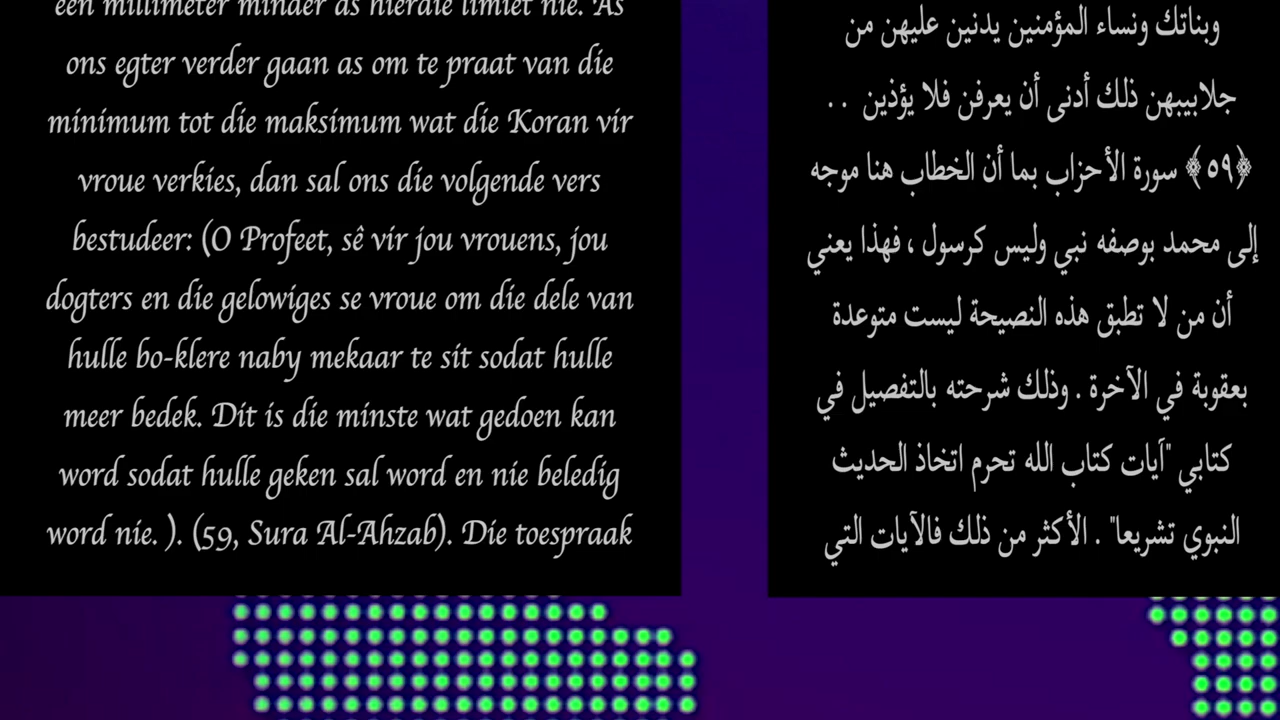 een millimeter minder as hierdie limiet nie. As
ons egter verder gaan as om te praat van die
minimum tot die maksimum wat die Koran vir
vroue verkies, dan sal ons die volgende vers
bestudeer: (O Profeet, sê vir jou vrouens, jou
dogters en die gelowiges se vroue om die dele van
hulle bo-klere naby mekaar te sit sodat hulle
meer bedek. Dit is die minste wat gedoen kan
word sodat hulle geken sal word en nie beledig
word nie. ). (59, Sura Al-Ahzab). Die toespraak
وبناتك ونساء المؤمنين يدنين عليهن من
جلابيبهن ذلك أدنى أن يعرفن فلا يؤذين . .
﴿٥٩﴾ سورة الأحزاب بما أن الخطاب هنا موجه
إلى محمد بوصفه نبي وليس كرسول ، فهذا يعني
أن من لا تطبق هذه النصيحة ليست متوعدة
بعقوبة في الآخرة . وذلك شرحته بالتفصيل في
كتابي "آيات كتاب الله تحرم اتخاذ الحديث
النبوي تشريعا" . الأكثر من ذلك فالآيات التي